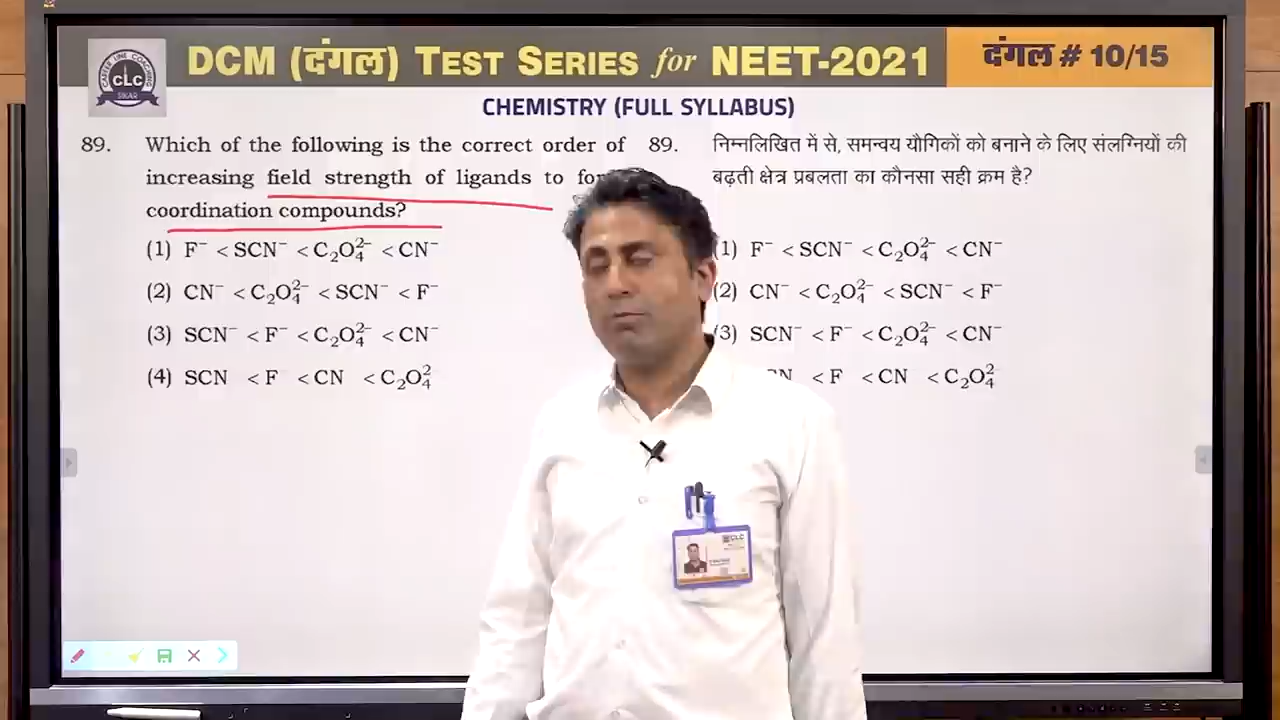 DCM (दंगल) TEST SERIES for NEET-2021
दंगल # 10/15
CLC
SIKAR
CHEMISTRY (FULL SYLLABUS)
89. Which of the following is the correct order of
increasing field strength of ligands to
coordination compounds?
(1) F⁻ < SCN⁻ < C₂O₄²⁻ < CN⁻
(2) CN⁻ < C₂O₄²⁻ < SCN⁻ < F⁻
(3) SCN⁻ < F⁻ < C₂O₄²⁻ < CN⁻
(4) SCN < F < CN < C₂O₄²
89. निम्नलिखित में से, समन्वय यौगिकों को बनाने के लिए संलग्नियों की
बढ़ती क्षेत्र प्रबलता का कौनसा सही क्रम है?
(1) F⁻ < SCN⁻ < C₂O₄²⁻ < CN⁻
(2) CN⁻ < C₂O₄²⁻ < SCN⁻ < F⁻
(3) SCN⁻ < F⁻ < C₂O₄²⁻ < CN⁻
< F < CN < C₂O₄²
CLC